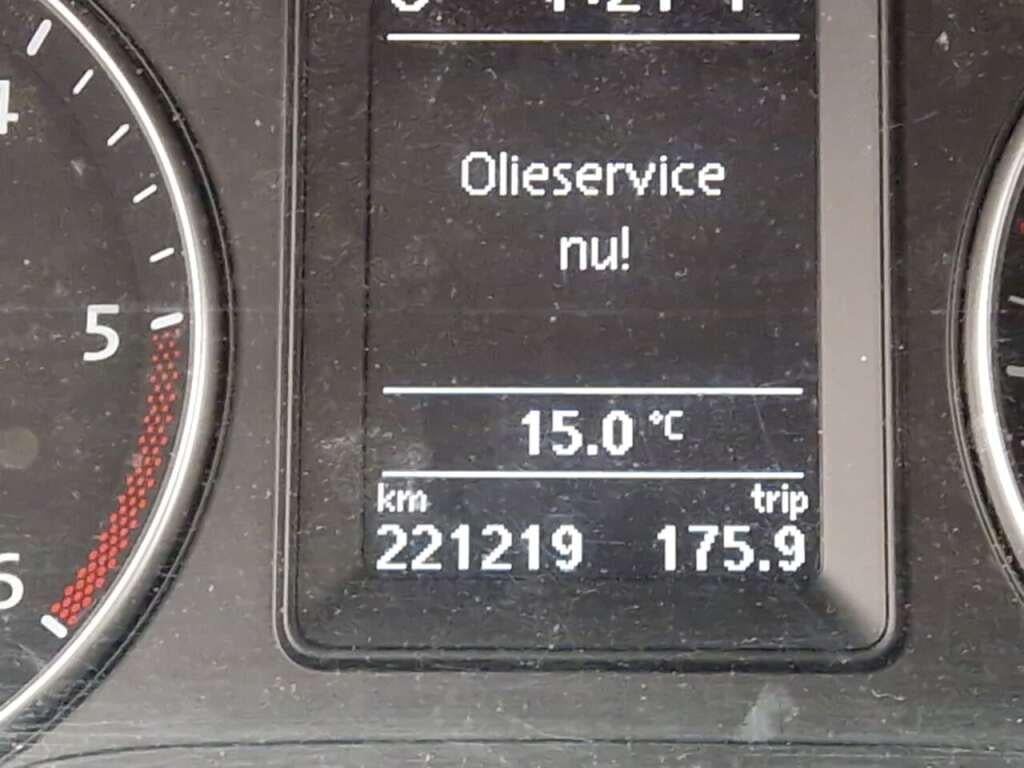 Olieservice
nu!
15.0 °C
km trip
221219 175.9
4
5
6